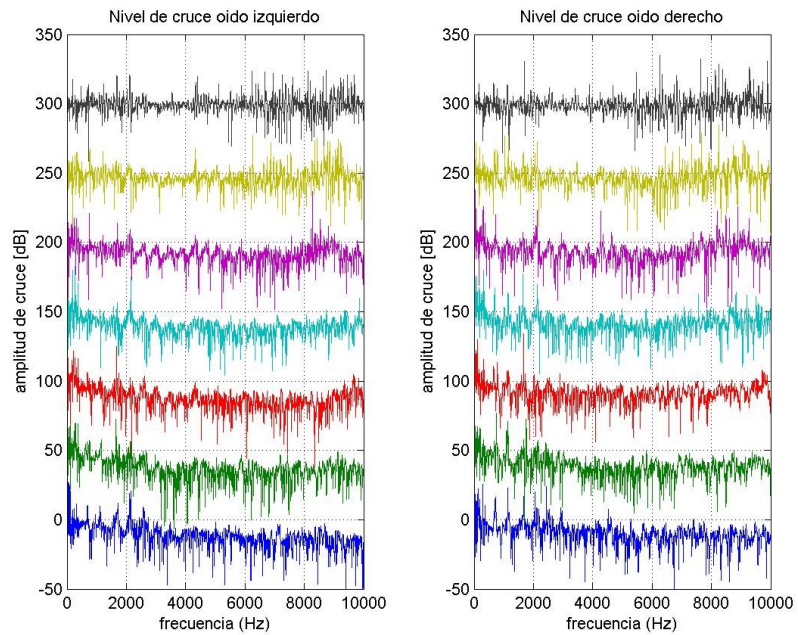 Nivel de cruce oido izquierdo
amplitud de cruce [dB]
350
300
250
200
150
100
50
0
-50
0 2000 4000 6000 8000 10000
frecuencia (Hz)
Nivel de cruce oido derecho
amplitud de cruce [dB]
350
300
250
200
150
100
50
0
-50
0 2000 4000 6000 8000 10000
frecuencia (Hz)